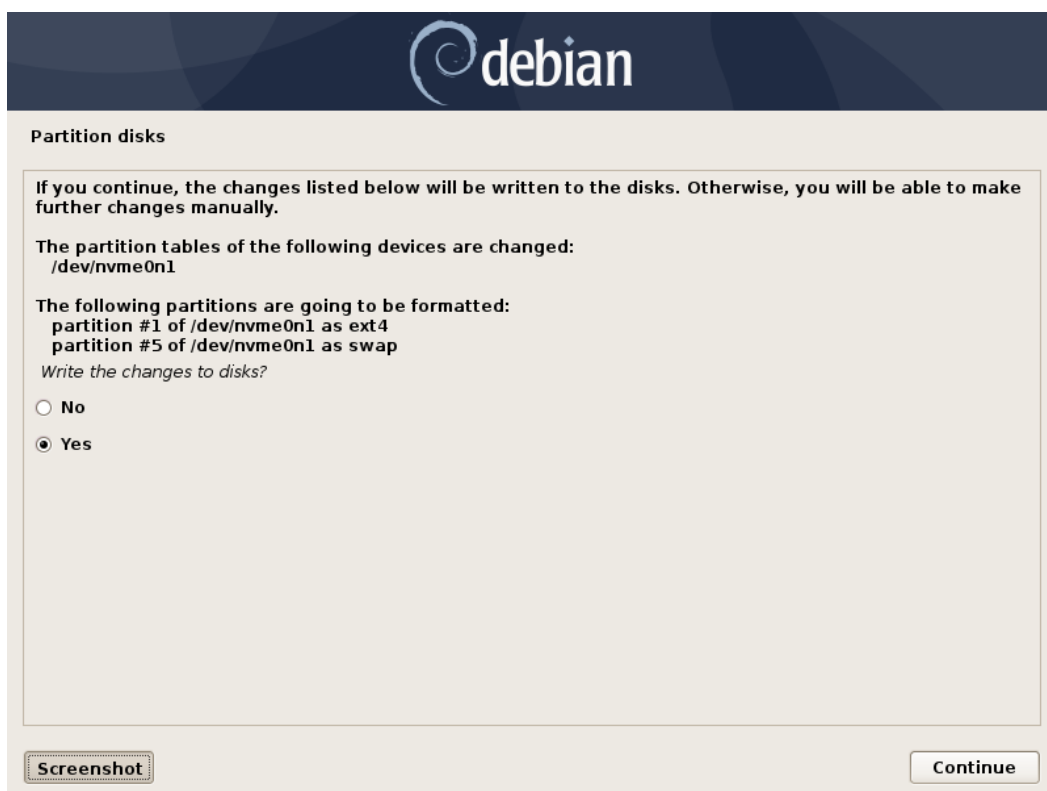 debian
Partition disks
If you continue, the changes listed below will be written to the disks. Otherwise, you will be able to make
further changes manually.
The partition tables of the following devices are changed:
/dev/nvme0n1
The following partitions are going to be formatted:
partition #1 of /dev/nvme0n1 as ext4
partition #5 of /dev/nvme0n1 as swap
Write the changes to disks?
No
Yes
Screenshot
Continue